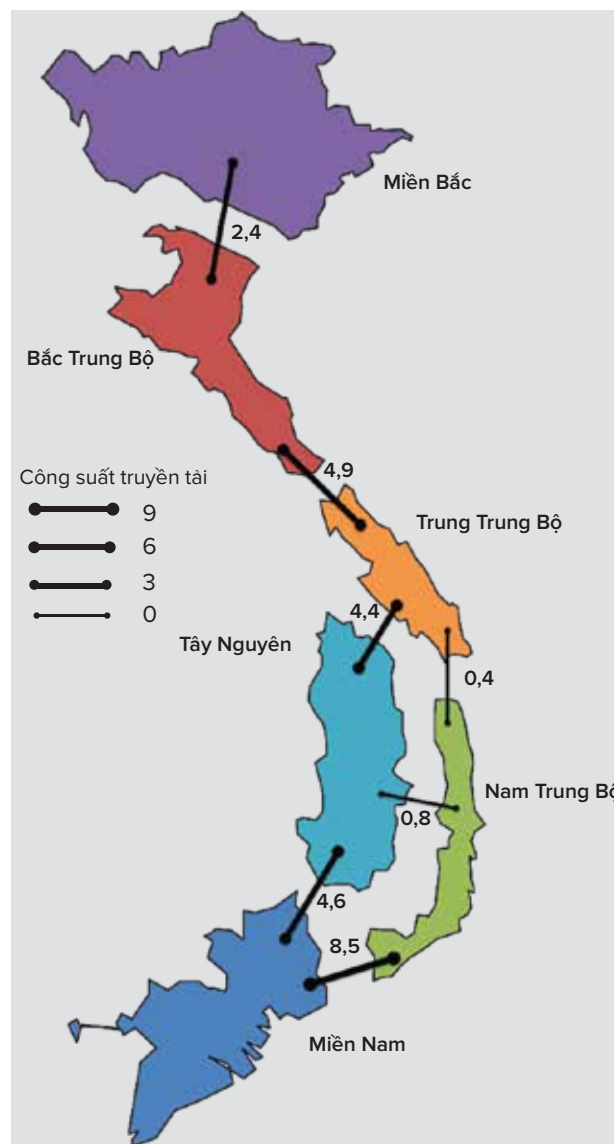 Miền Bắc
2,4
Bắc Trung Bộ
4,9
Công suất truyền tải
9
6
3
0
Trung Trung Bộ
4,4
Tây Nguyên
0,4
Nam Trung Bộ
0,8
4,6
8,5
Miền Nam